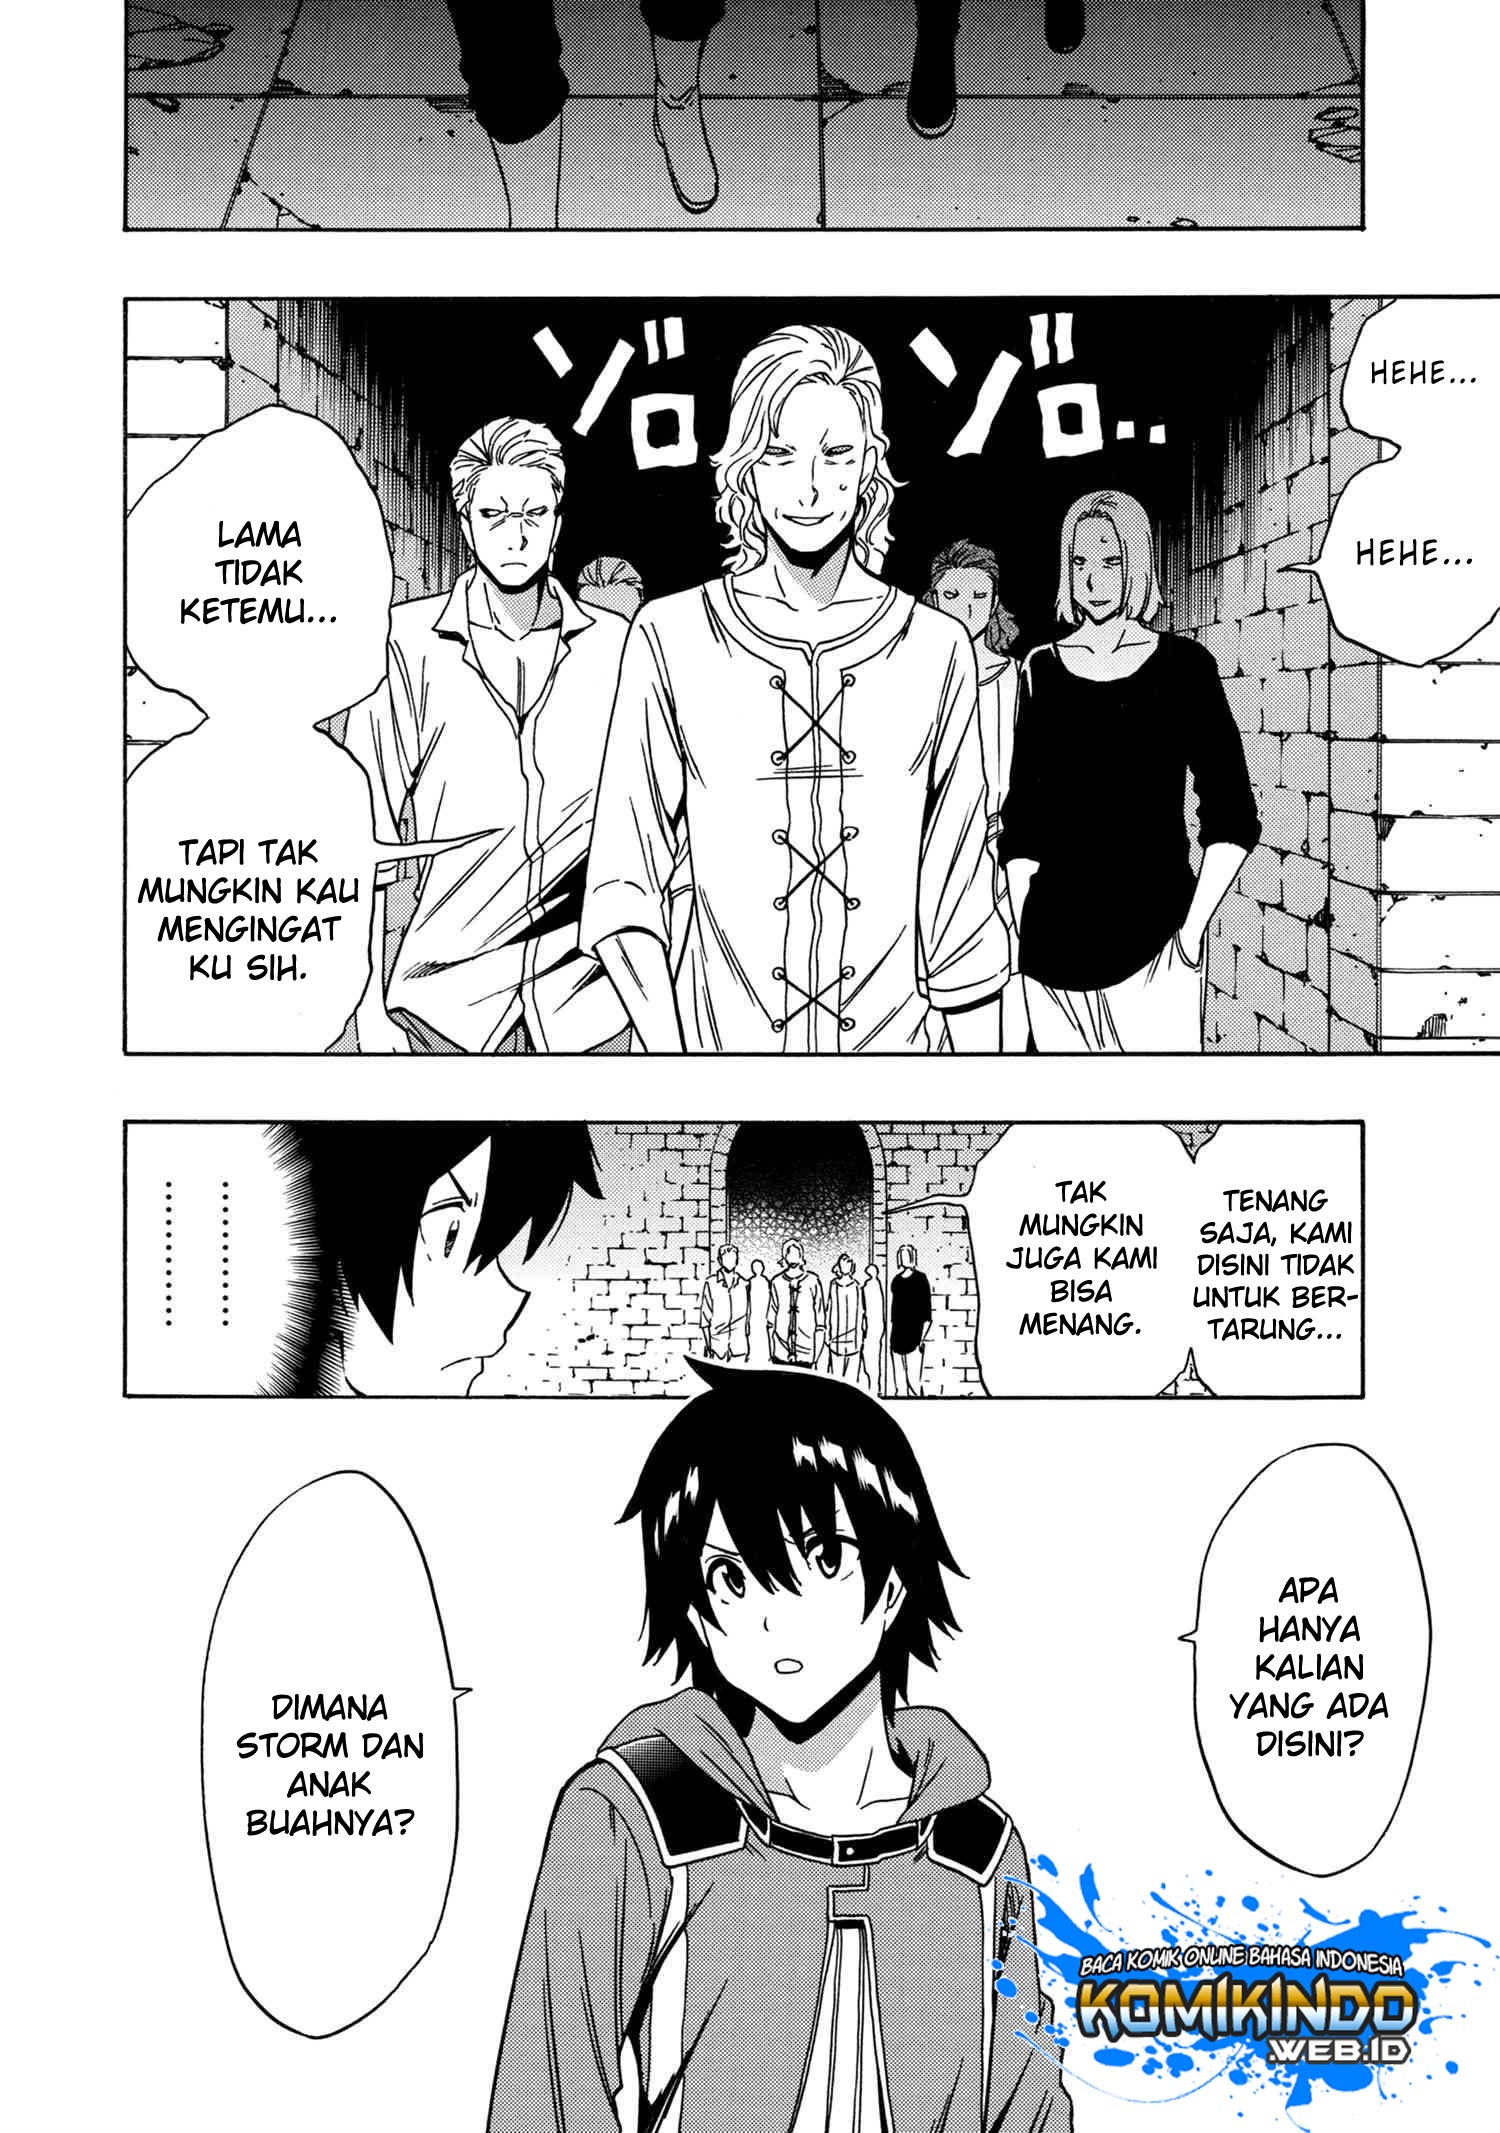 HEHE...
HEHE...
ゾロ
ゾロ..
LAMA
TIDAK
KETEMU...
TAPI TAK
MUNGKIN KAU
MENGINGAT
KU SIH.
TENANG
SAJA, KAMI
DISINI TIDAK
UNTUK BER-
TARUNG...
TAK
MUNGKIN
JUGA KAMI
BISA
MENANG.
.........
.........
APA
HANYA
KALIAN
YANG ADA
DISINI?
DIMANA
STORM DAN
ANAK
BUAHNYA?
BACA KOMIK ONLINE BAHASA INDONESIA
KOMIKINDO
.WEB.ID